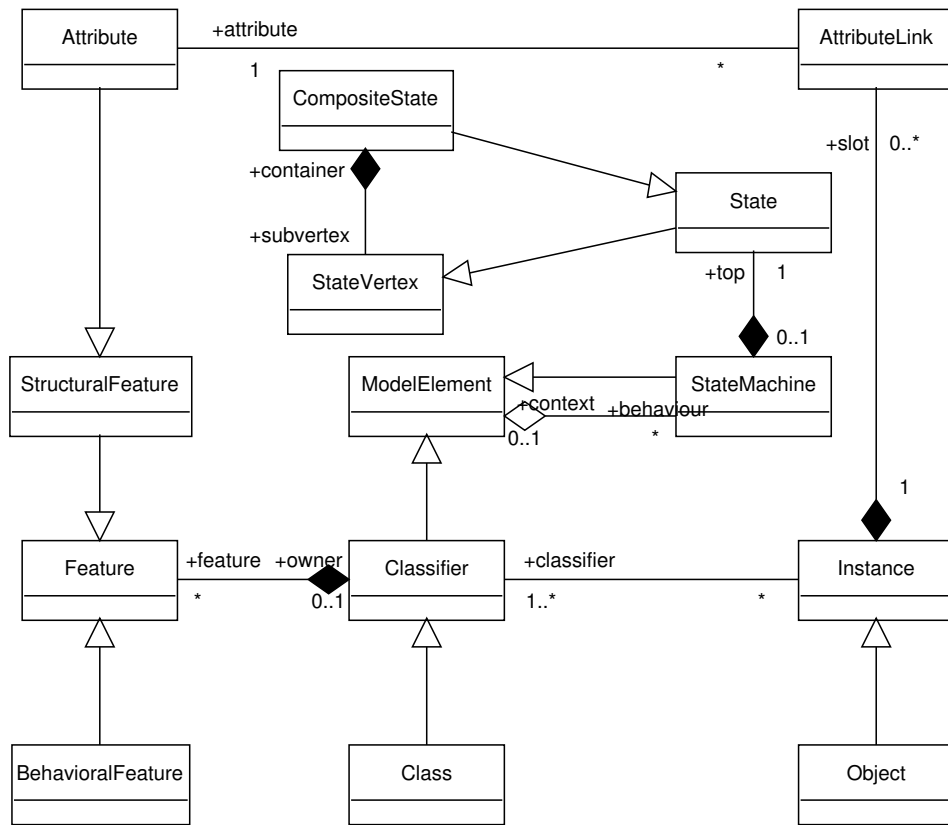 Attribute
+attribute
1
*
AttributeLink
CompositeState
+container
+subvertex
+slot
0..*
State
StateVertex
+top
1
0..1
StructuralFeature
ModelElement
StateMachine
+context
+behaviour
0..1
*
1
Feature
+feature
+owner
*
0..1
Classifier
+classifier
1..*
*
Instance
BehavioralFeature
Class
Object